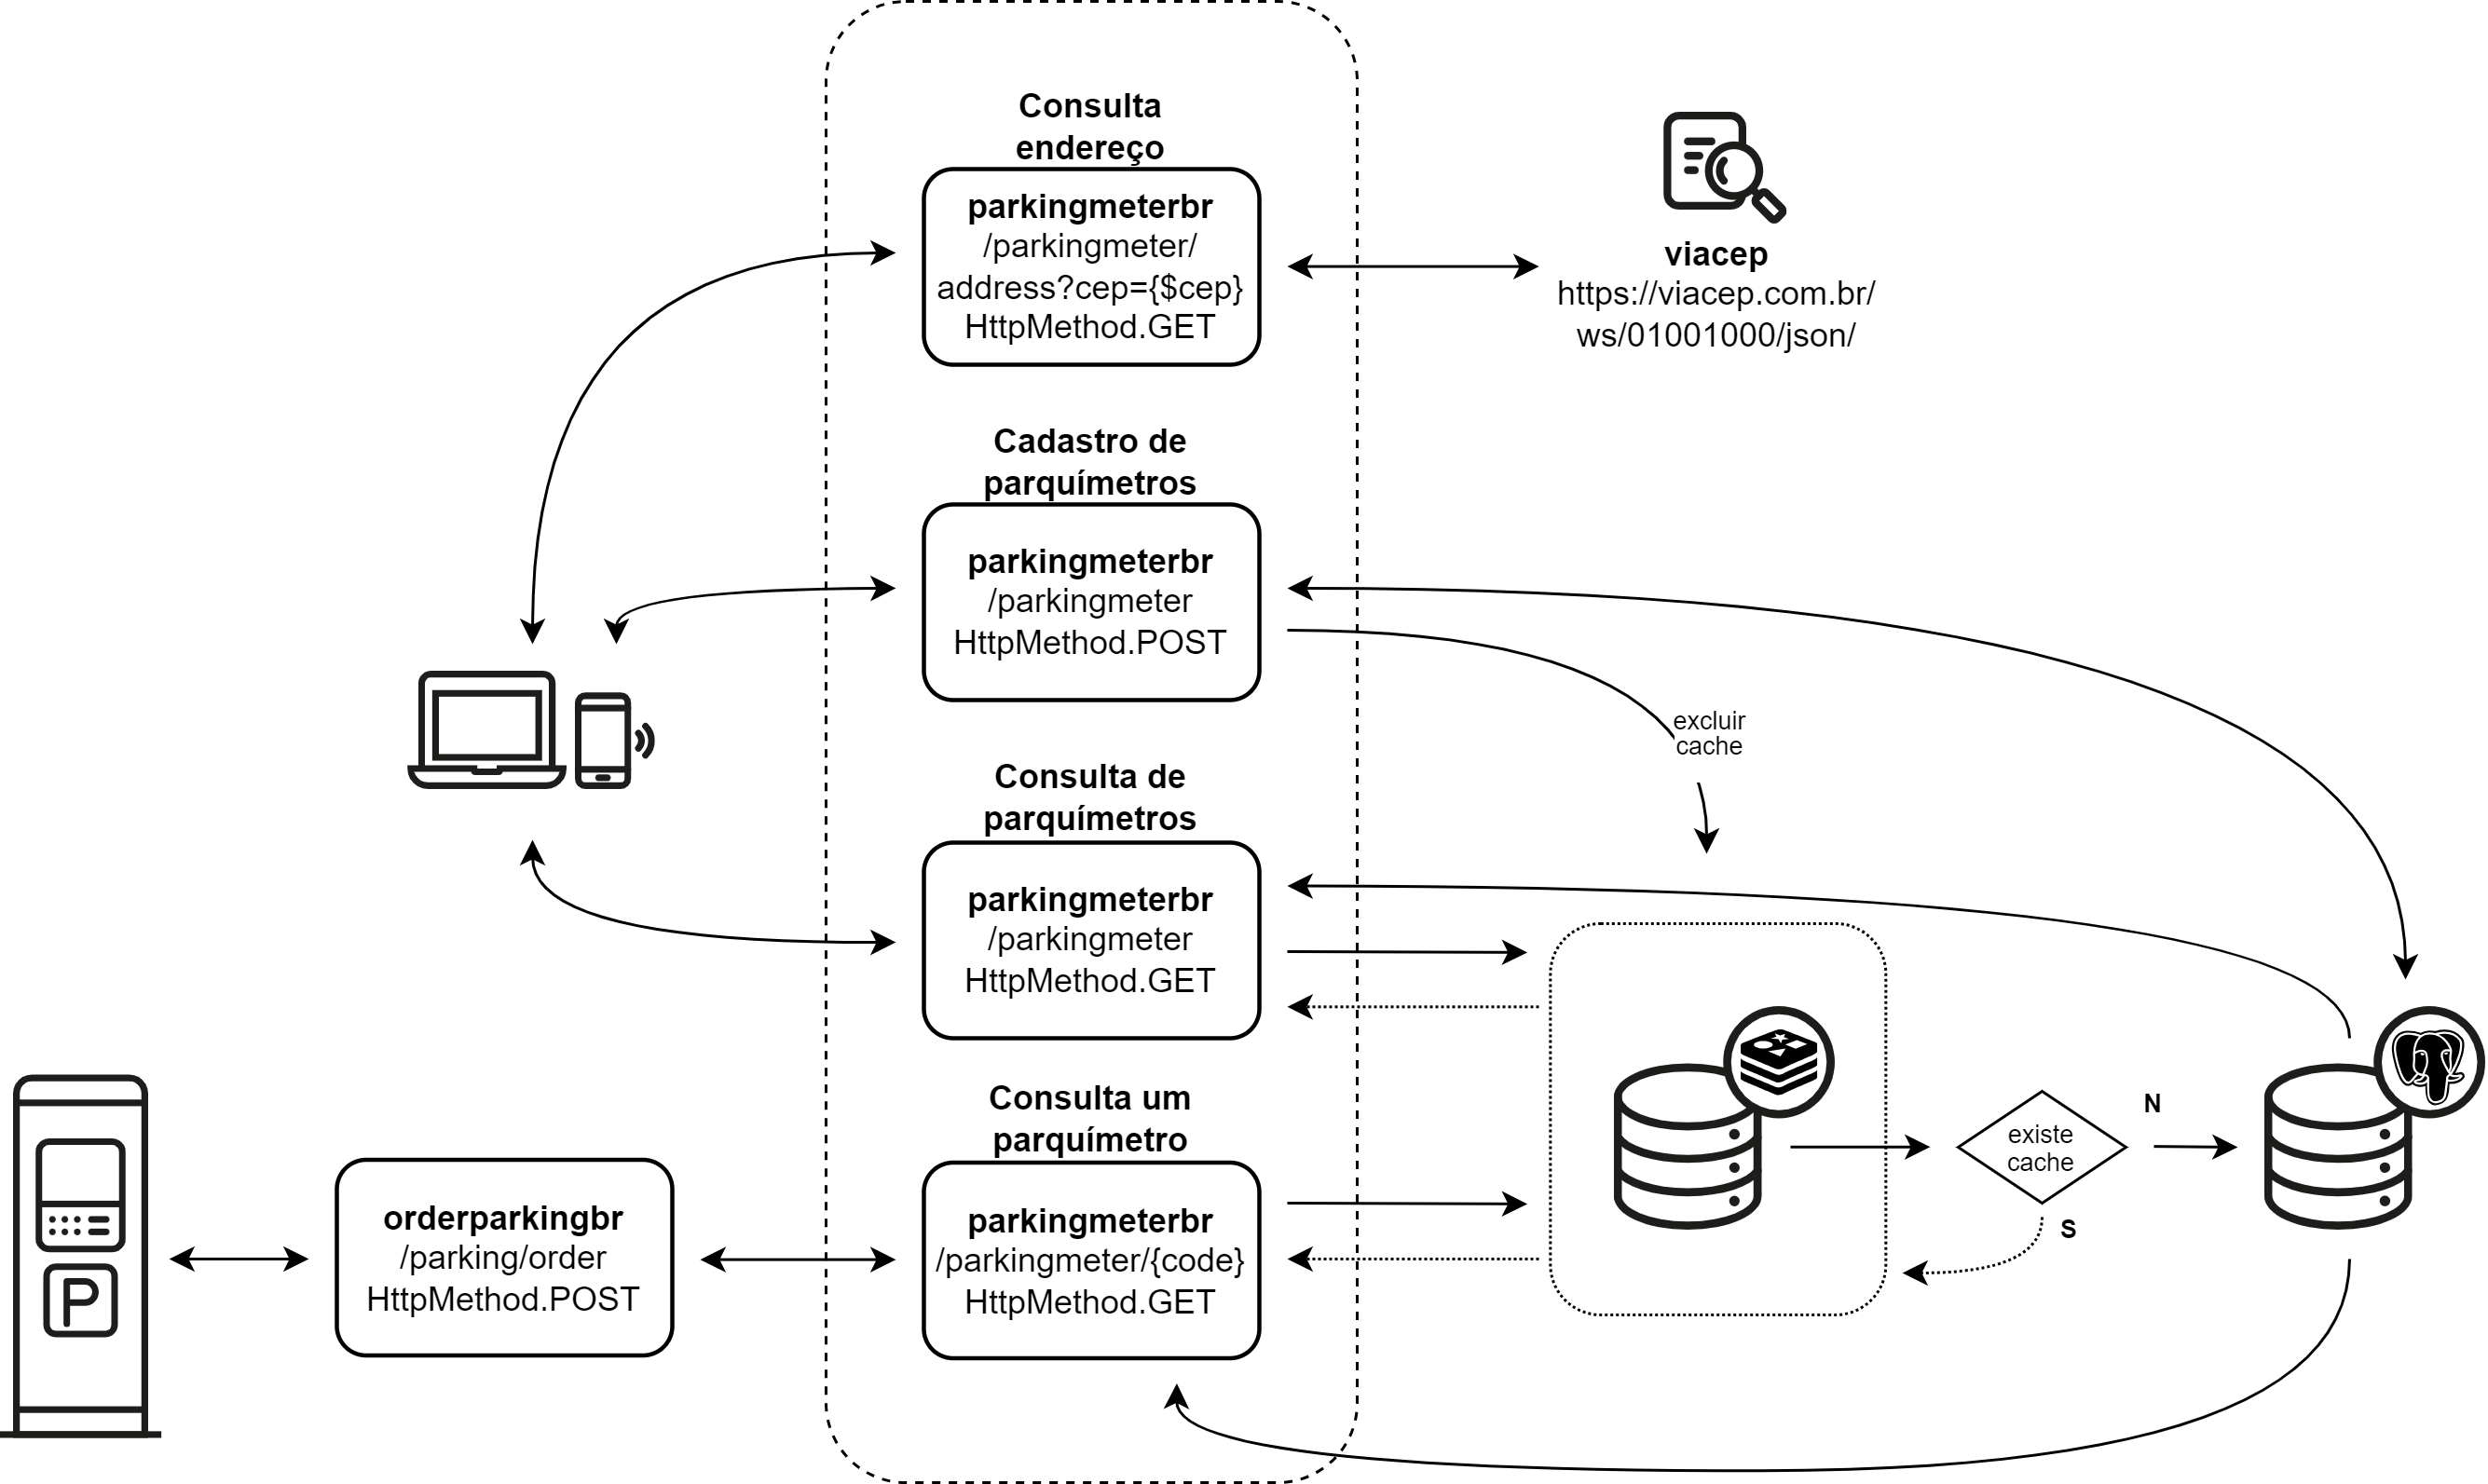 Consulta
endereço
parkingmeterbr
/parkingmeter/
address?cep={$cep}
HttpMethod.GET
viacep
https://viacep.com.br/
ws/01001000/json/
Cadastro de
parquímetros
parkingmeterbr
/parkingmeter
HttpMethod.POST
excluir
cache
Consulta de
parquímetros
parkingmeterbr
/parkingmeter
HttpMethod.GET
Consulta um
parquímetro
parkingmeterbr
/parkingmeter/{code}
HttpMethod.GET
orderparkingbr
/parking/order
HttpMethod.POST
P
existe
cache
N
S